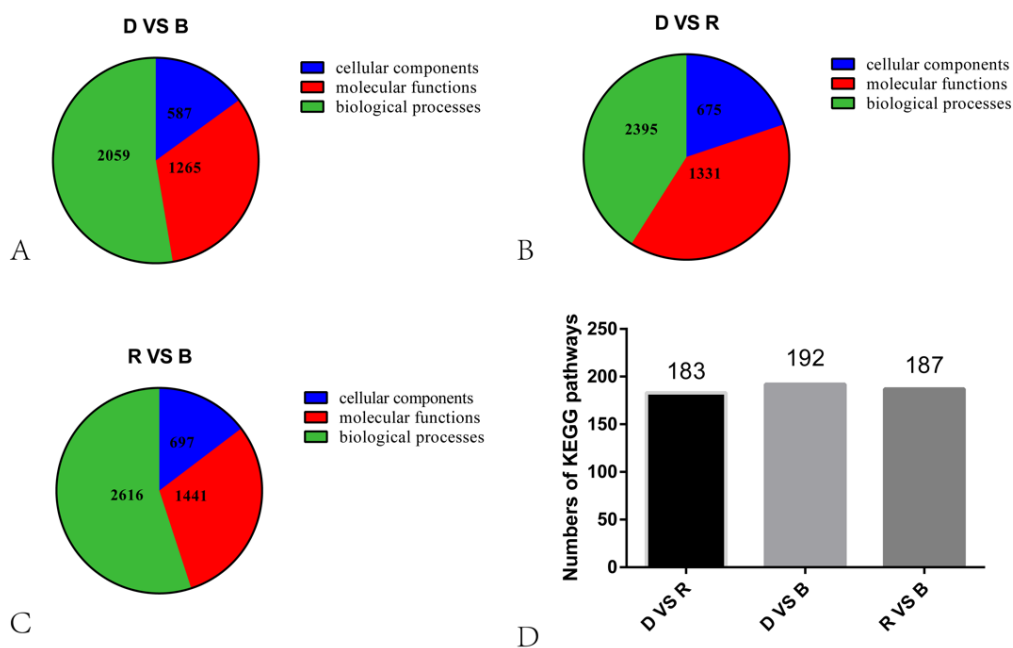 D VS B
cellular components
molecular functions
biological processes
587
2059
1265
A
D VS R
cellular components
molecular functions
biological processes
675
2395
1331
B
R VS B
cellular components
molecular functions
biological processes
697
2616
1441
C
Numbers of KEGG pathways
250
200
150
100
50
0
183
192
187
D VS R
D VS B
R VS B
D